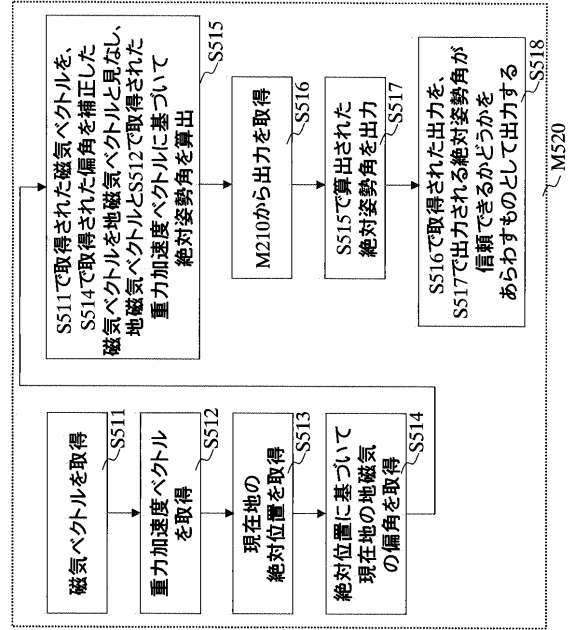 磁気ベクトルを取得
S511
重力加速度ベクトル
を取得
S512
現在地の
絶対位置を取得
S513
絶対位置に基づいて
現在地の地磁気
の偏角を取得
S514
S511で取得された磁気ベクトルを、
S514で取得された偏角を補正した
磁気ベクトルを地磁気ベクトルと見なし、
地磁気ベクトルとS512で取得された
重力加速度ベクトルに基づいて
絶対姿勢角を算出
S515
M210から出力を取得
S516
S515で算出された
絶対姿勢角を出力
S517
S516で取得された出力を、
S517で出力される絶対姿勢角が
信頼できるかどうかを
あらわすものとして出力する
S518
M520